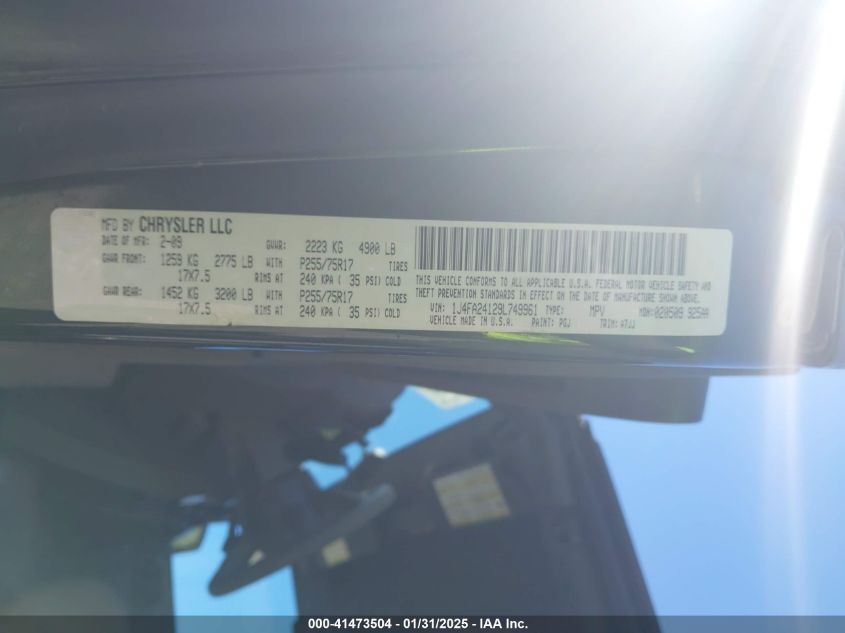 MFD BY CHRYSLER LLC
DATE OF MFR: 2-09 GVWR: 2223 KG 4900 LB
GAWR FRONT: 1259 KG 2775 LB WITH P255/75R17 TIRES
17X7.5 RIMS AT 240 KPA ( 35 PSI) COLD
GAWR REAR: 1452 KG 3200 LB WITH P255/75R17 TIRES
17X7.5 RIMS AT 240 KPA ( 35 PSI) COLD
THIS VEHICLE CONFORMS TO ALL APPLICABLE U.S.A. FEDERAL MOTOR VEHICLE SAFETY AND
THEFT PREVENTION STANDARDS IN EFFECT ON THE DATE OF MANUFACTURE SHOWN ABOVE.
VIN: 1J4FA24129L749961 TYPE: MPV MDH: 020509 925AA
VEHICLE MADE IN U.S.A. PAINT: PGJ TRIM: A7JJ
000-41473504 - 01/31/2025 - IAA Inc.